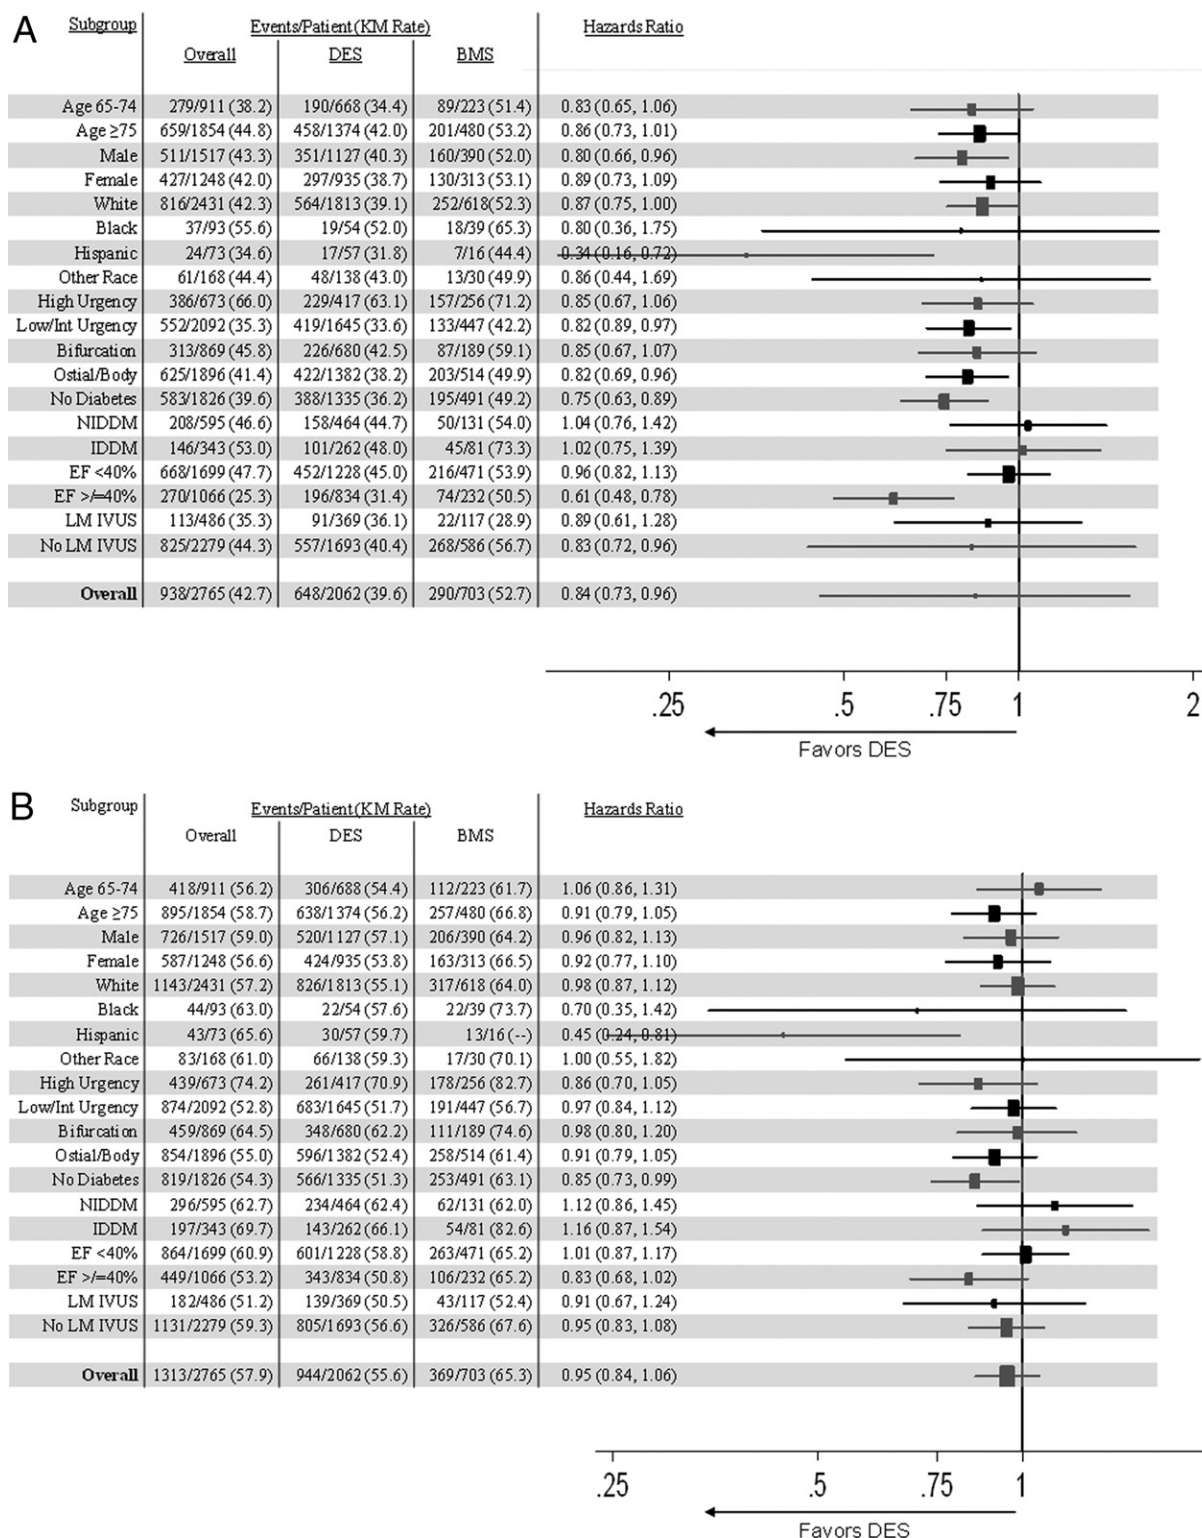 A
Subgroup Events/Patient(KM Rate) Hazards Ratio
Overall DES BMS
Age 65-74 279/911 (38.2) 190/668 (34.4) 89/223 (51.4) 0.83 (0.65, 1.06)
Age ≥75 659/1854 (44.8) 458/1374 (42.0) 201/480 (53.2) 0.86 (0.73, 1.01)
Male 511/1517 (43.3) 351/1127 (40.3) 160/390 (52.0) 0.80 (0.66, 0.96)
Female 427/1248 (42.0) 297/935 (38.7) 130/313 (53.1) 0.89 (0.73, 1.09)
White 816/2431 (42.3) 564/1813 (39.1) 252/618(52.3) 0.87 (0.75, 1.00)
Black 37/93 (55.6) 19/54 (52.0) 18/39 (65.3) 0.80 (0.36, 1.75)
Hispanic 24/73 (34.6) 17/57 (31.8) 7/16 (44.4) 0.34 (0.16, 0.72)
Other Race 61/168 (44.4) 48/138 (43.0) 13/30 (49.9) 0.86 (0.44, 1.69)
High Urgency 386/673 (66.0) 229/417 (63.1) 157/256 (71.2) 0.85 (0.67, 1.06)
Low/Int Urgency 552/2092 (35.3) 419/1645 (33.6) 133/447 (42.2) 0.82 (0.89, 0.97)
Bifurcation 313/869 (45.8) 226/680 (42.5) 87/189 (59.1) 0.85 (0.67, 1.07)
Ostial/Body 625/1896 (41.4) 422/1382 (38.2) 203/514 (49.9) 0.82 (0.69, 0.96)
No Diabetes 583/1826 (39.6) 388/1335 (36.2) 195/491 (49.2) 0.75 (0.63, 0.89)
NIDDM 208/595 (46.6) 158/464 (44.7) 50/131 (54.0) 1.04 (0.76, 1.42)
IDDM 146/343 (53.0) 101/262 (48.0) 45/81 (73.3) 1.02 (0.75, 1.39)
EF <40% 668/1699 (47.7) 452/1228 (45.0) 216/471 (53.9) 0.96 (0.82, 1.13)
EF >/=40% 270/1066 (25.3) 196/834 (31.4) 74/232 (50.5) 0.61 (0.48, 0.78)
LM IVUS 113/486 (35.3) 91/369 (36.1) 22/117 (28.9) 0.89 (0.61, 1.28)
No LM IVUS 825/2279 (44.3) 557/1693 (40.4) 268/586 (56.7) 0.83 (0.72, 0.96)
Overall 938/2765 (42.7) 648/2062 (39.6) 290/703 (52.7) 0.84 (0.73, 0.96)
.25 .5 .75 1 2
Favors DES
B
Subgroup Events/Patient(KM Rate) Hazards Ratio
Overall DES BMS
Age 65-74 418/911 (56.2) 306/688 (54.4) 112/223 (61.7) 1.06 (0.86, 1.31)
Age ≥75 895/1854 (58.7) 638/1374 (56.2) 257/480 (66.8) 0.91 (0.79, 1.05)
Male 726/1517 (59.0) 520/1127 (57.1) 206/390 (64.2) 0.96 (0.82, 1.13)
Female 587/1248 (56.6) 424/935 (53.8) 163/313 (66.5) 0.92 (0.77, 1.10)
White 1143/2431 (57.2) 826/1813 (55.1) 317/618 (64.0) 0.98 (0.87, 1.12)
Black 44/93 (63.0) 22/54 (57.6) 22/39 (73.7) 0.70 (0.35, 1.42)
Hispanic 43/73 (65.6) 30/57 (59.7) 13/16 (--) 0.45 (0.24, 0.81)
Other Race 83/168 (61.0) 66/138 (59.3) 17/30 (70.1) 1.00 (0.55, 1.82)
High Urgency 439/673 (74.2) 261/417 (70.9) 178/256 (82.7) 0.86 (0.70, 1.05)
Low/Int Urgency 874/2092 (52.8) 683/1645 (51.7) 191/447 (56.7) 0.97 (0.84, 1.12)
Bifurcation 459/869 (64.5) 348/680 (62.2) 111/189 (74.6) 0.98 (0.80, 1.20)
Ostial/Body 854/1896 (55.0) 596/1382 (52.4) 258/514 (61.4) 0.91 (0.79, 1.05)
No Diabetes 819/1826 (54.3) 566/1335 (51.3) 253/491 (63.1) 0.85 (0.73, 0.99)
NIDDM 296/595 (62.7) 234/464 (62.4) 62/131 (62.0) 1.12 (0.86, 1.45)
IDDM 197/343 (69.7) 143/262 (66.1) 54/81 (82.6) 1.16 (0.87, 1.54)
EF <40% 864/1699 (60.9) 601/1228 (58.8) 263/471 (65.2) 1.01 (0.87, 1.17)
EF >/=40% 449/1066 (53.2) 343/834 (50.8) 106/232 (65.2) 0.83 (0.68, 1.02)
LM IVUS 182/486 (51.2) 139/369 (50.5) 43/117 (52.4) 0.91 (0.67, 1.24)
No LM IVUS 1131/2279 (59.3) 805/1693 (56.6) 326/586 (67.6) 0.95 (0.83, 1.08)
Overall 1313/2765 (57.9) 944/2062 (55.6) 369/703 (65.3) 0.95 (0.84, 1.06)
.25 .5 .75 1
Favors DES